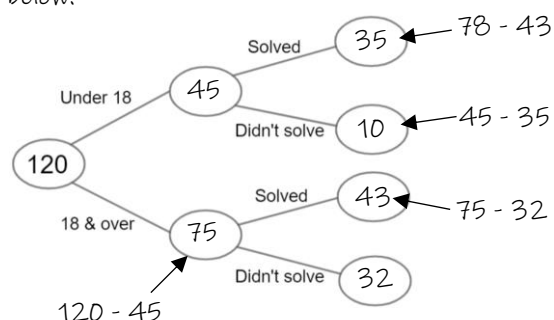 below.
Solved
35
78 - 43
Under 18
45
Didn't solve
10
45 - 35
120
Solved
43
75 - 32
18 & over
75
Didn't solve
32
120 - 45